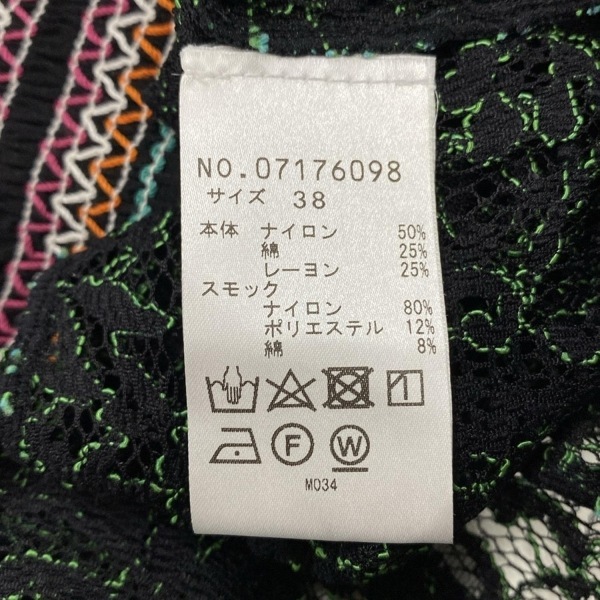 NO.07176098
サイズ 38
本体 ナイロン 50%
綿 25%
レーヨン 25%
スモック
ナイロン 80%
ポリエステル 12%
綿 8%
F W
M034